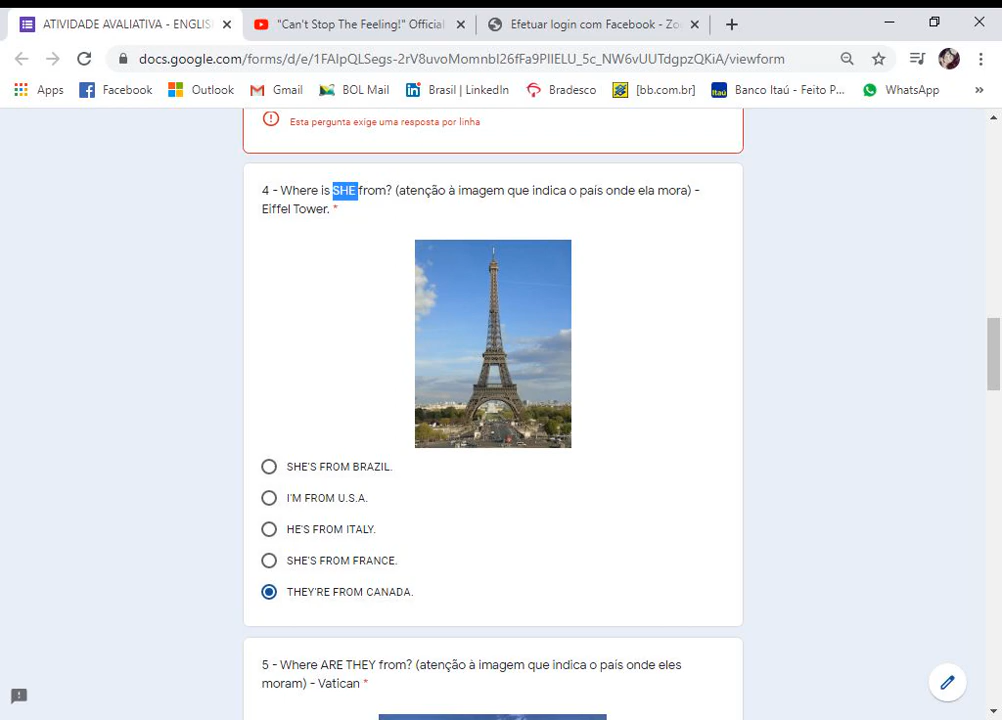 ATIVIDADE AVALIATIVA - ENGLIS
"Can't Stop The Feeling!" Official
Efetuar login com Facebook - Zo
docs.google.com/forms/d/e/1FAIpQLSegs-2rV8uvoMomnbI26fFa9PIIELU_5c_NW6vUUTdgpzQKiA/viewform
Apps Facebook Outlook Gmail BOL Mail Brasil | LinkedIn Bradesco [bb.com.br] Itaú Banco Itaú - Feito P... WhatsApp »
Esta pergunta exige uma resposta por linha
4 - Where is SHE from? (atenção à imagem que indica o país onde ela mora) -
Eiffel Tower. *
SHE'S FROM BRAZIL.
I'M FROM U.S.A.
HE'S FROM ITALY.
SHE'S FROM FRANCE.
THEY'RE FROM CANADA.
5 - Where ARE THEY from? (atenção à imagem que indica o país onde eles
moram) - Vatican *